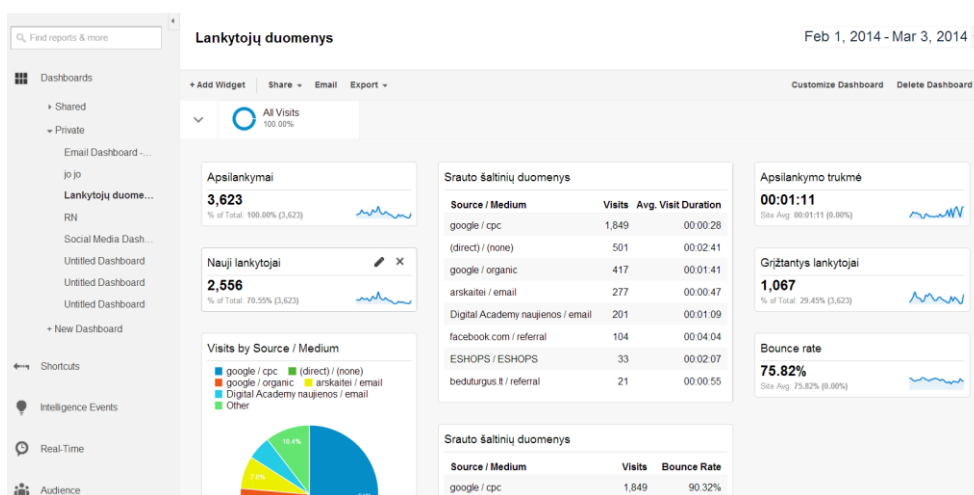 Find reports & more
Lankytojų duomenys
Feb 1, 2014 - Mar 3, 2014
Dashboards
+ Add Widget Share Email Export
Customize Dashboard Delete Dashboard
Shared
Private
Email Dashboard -...
jo jo
Lankytojų duome...
RN
Social Media Dash...
Untitled Dashboard
Untitled Dashboard
Untitled Dashboard
+ New Dashboard
Shortcuts
Intelligence Events
Real-Time
Audience
All Visits
100.00%
Apsilankymai
3,623
% of Total: 100.00% (3,623)
Nauji lankytojai
2,556
% of Total: 70.55% (3,623)
Visits by Source / Medium
google / cpc (direct) / (none)
google / organic arskaitei / email
Digital Academy naujienos / email
Other
10.4%
7.6%
Srauto šaltinių duomenys
Source / Medium Visits Avg. Visit Duration
google / cpc 1,849 00:00:28
(direct) / (none) 501 00:02:41
google / organic 417 00:01:41
arskaitei / email 277 00:00:47
Digital Academy naujienos / email 201 00:01:09
facebook.com / referral 104 00:04:04
ESHOPS / ESHOPS 33 00:02:07
beduturgus.lt / referral 21 00:00:55
Srauto šaltinių duomenys
Source / Medium Visits Bounce Rate
google / cpc 1,849 90.32%
Apsilankymo trukmė
00:01:11
Site Avg: 00:01:11 (0.00%)
Grįžtantys lankytojai
1,067
% of Total: 29.45% (3,623)
Bounce rate
75.82%
Site Avg: 75.82% (0.00%)